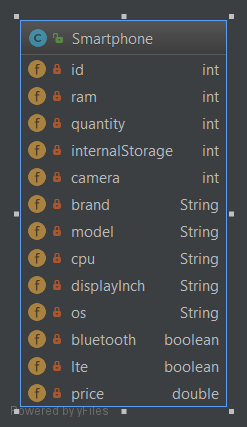 C Smartphone
f id int
f ram int
f quantity int
f internalStorage int
f camera int
f brand String
f model String
f cpu String
f displayInch String
f os String
f bluetooth boolean
f lte boolean
f price double
Powered by yFiles